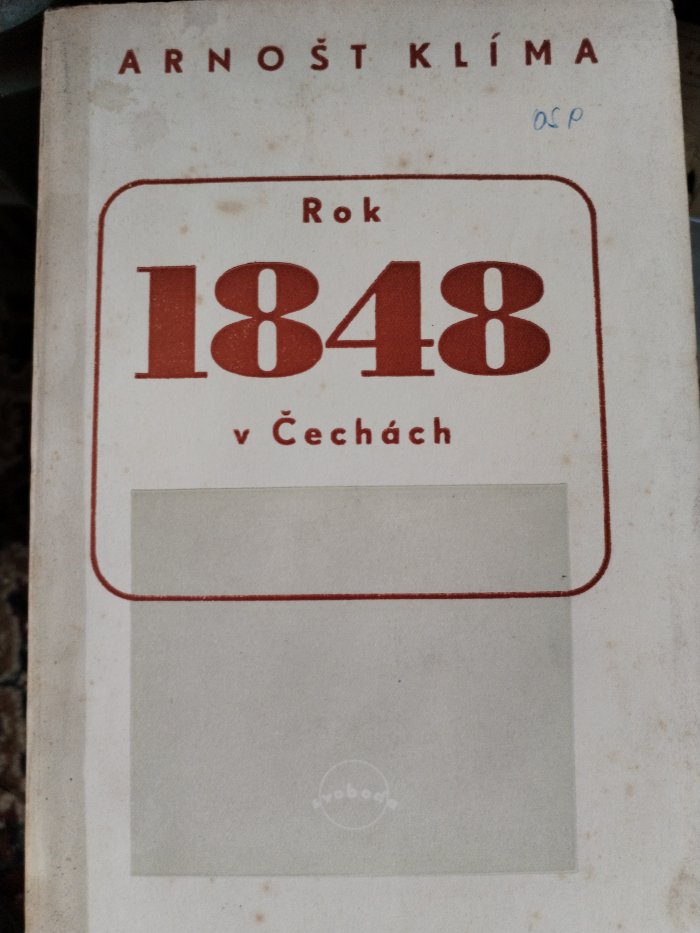 ARNOŠT KLÍMA
OSP
Rok
1848
v Čechách
svoboda